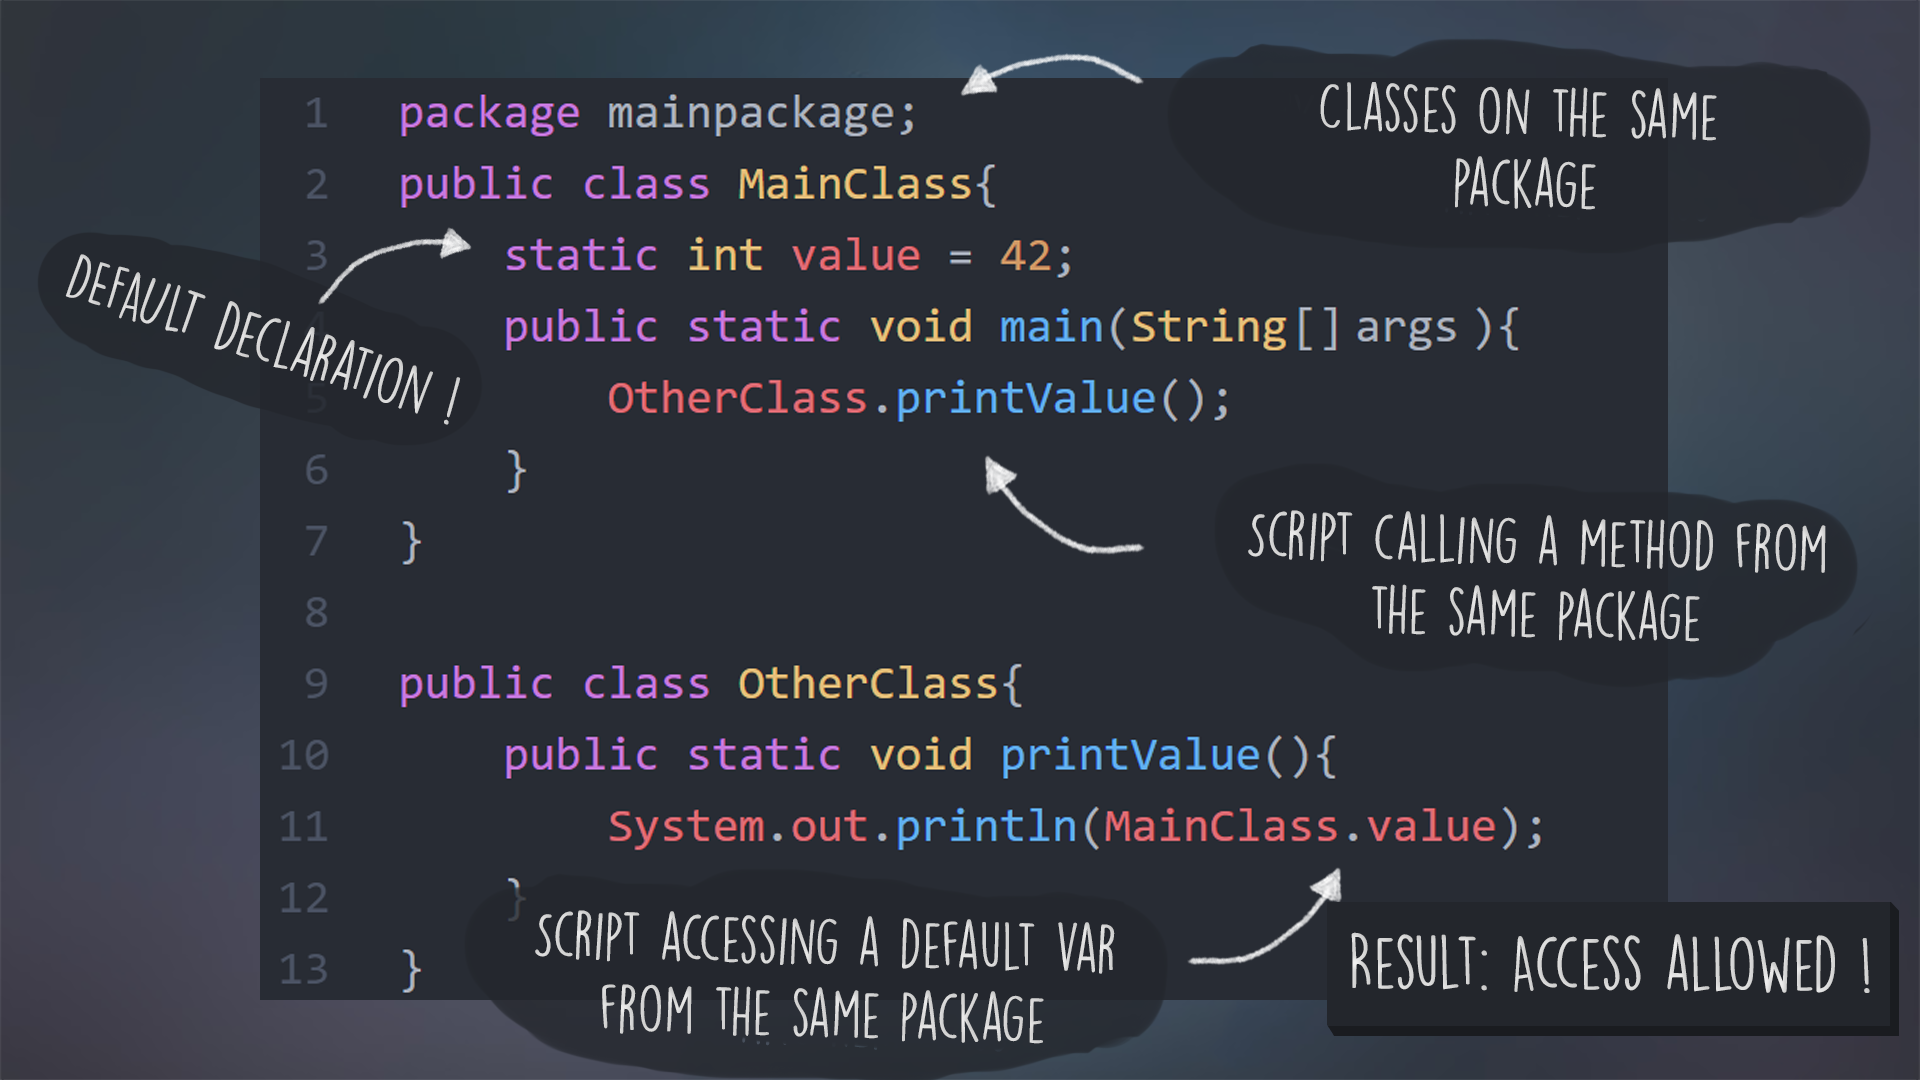 CLASSES ON THE SAME
PACKAGE
1 package mainpackage;
2 public class MainClass{
3 static int value = 42;
DEFAULT DECLARATION !
4 public static void main(String[] args ){
5 OtherClass.printValue();
6 }
7 }
SCRIPT CALLING A METHOD FROM
THE SAME PACKAGE
8
9 public class OtherClass{
10 public static void printValue(){
11 System.out.println(MainClass.value);
12 }
13 }
SCRIPT ACCESSING A DEFAULT VAR
FROM THE SAME PACKAGE
RESULT: ACCESS ALLOWED !